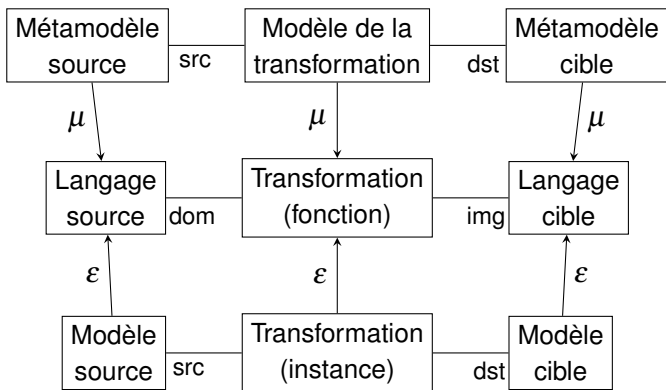 Métamodèle
source
src
Modèle de la
transformation
dst
Métamodèle
cible
μ
μ
μ
Langage
source
dom
Transformation
(fonction)
img
Langage
cible
ε
ε
ε
Modèle
source
src
Transformation
(instance)
dst
Modèle
cible